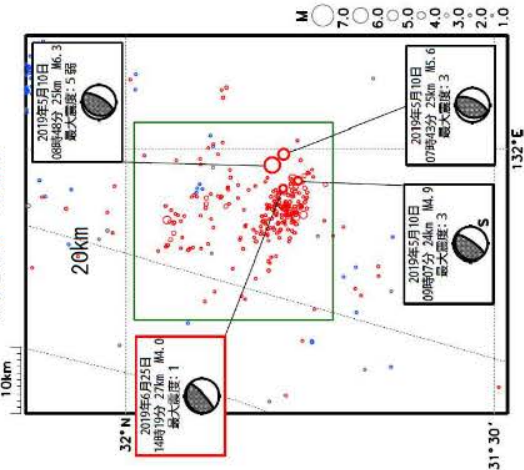 10km
M
7.0
6.0
5.0
4.0
3.0
2.0
1.0
2019年5月10日
08時48分 25km M6.3
最大震度：5弱
20km
2019年6月25日
14時19分 27km M4.0
最大震度：1
32°N
2019年5月10日
07時43分 25km M5.6
最大震度：3
2019年5月10日
09時07分 24km M4.9
最大震度：3
S
132°E
31°30′